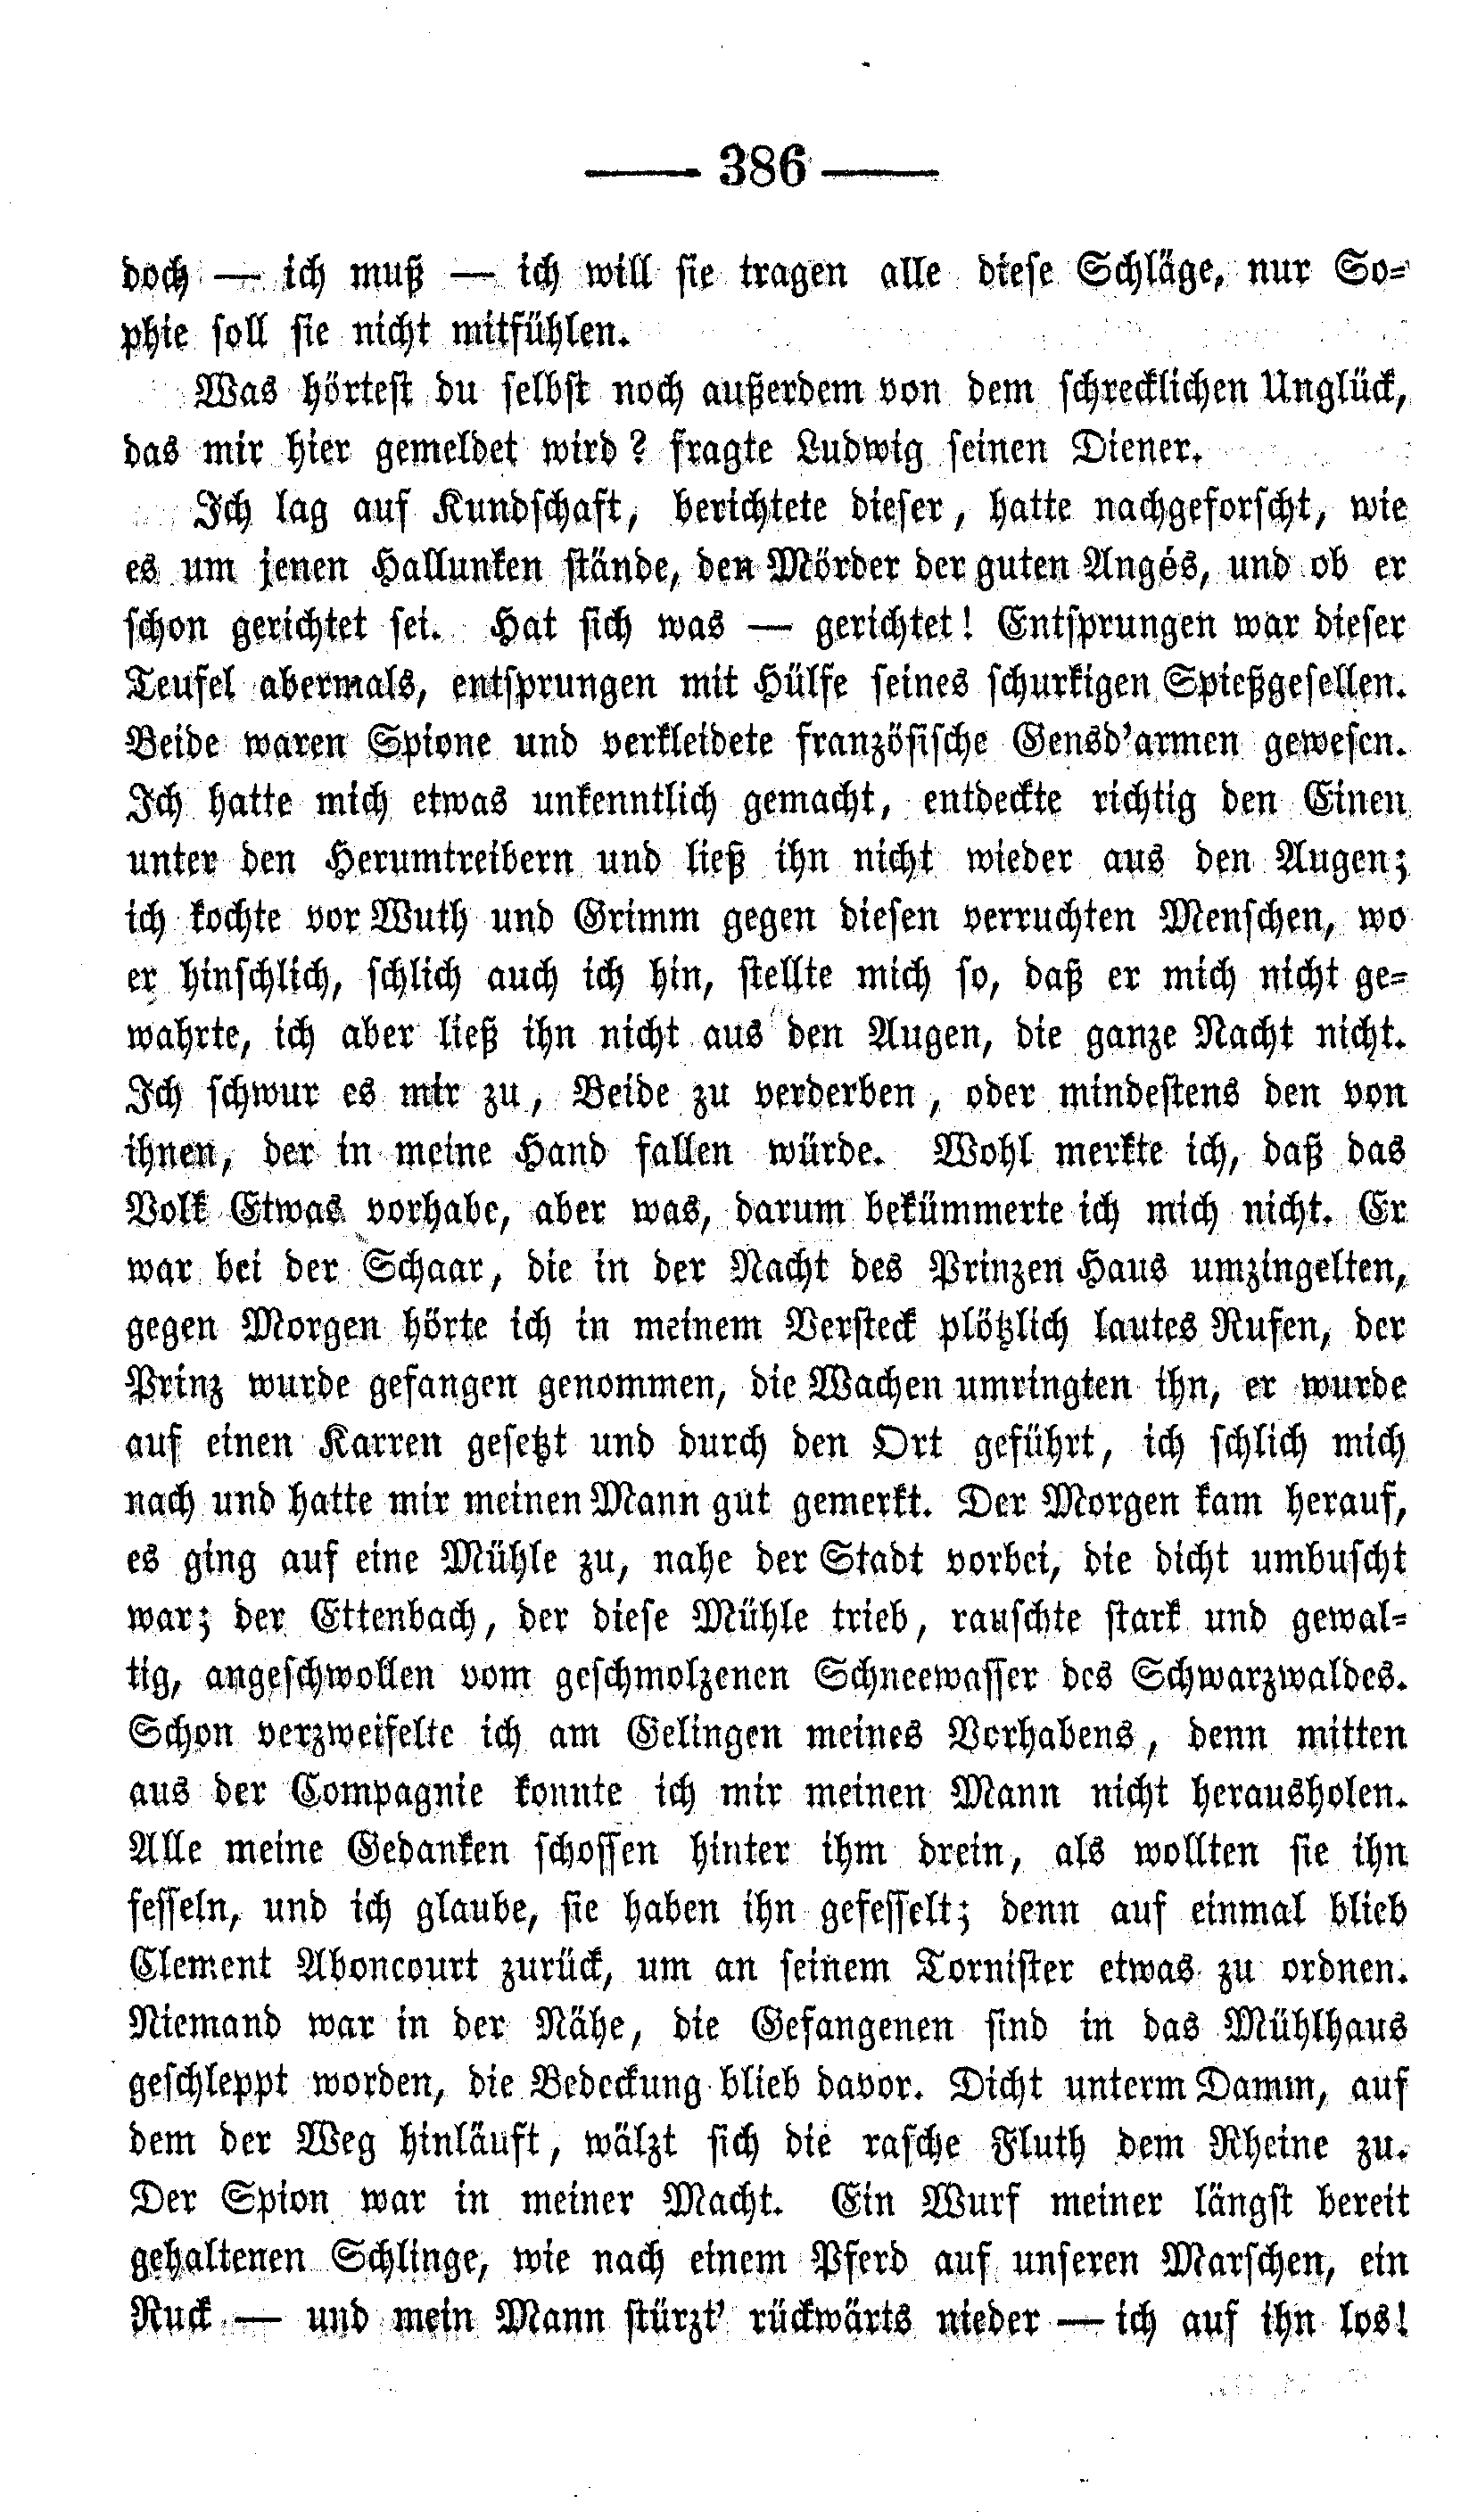 — 386 —
doch — ich muß — ich will sie tragen alle diese Schläge, nur So-
phie soll sie nicht mitfühlen.
Was hörtest du selbst noch außerdem von dem schrecklichen Unglück,
das mir hier gemeldet wird? fragte Ludwig seinen Diener.
Ich lag auf Kundschaft, berichtete dieser, hatte nachgeforscht, wie
es um jenen Hallunken stände, den Mörder der guten Angés, und ob er
schon gerichtet sei. Hat sich was — gerichtet! Entsprungen war dieser
Teufel abermals, entsprungen mit Hülfe seines schurkigen Spießgesellen.
Beide waren Spione und verkleidete französische Gensd'armen gewesen.
Ich hatte mich etwas unkenntlich gemacht, entdeckte richtig den Einen
unter den Herumtreibern und ließ ihn nicht wieder aus den Augen;
ich kochte vor Wuth und Grimm gegen diesen verruchten Menschen, wo
er hinschlich, schlich auch ich hin, stellte mich so, daß er mich nicht ge-
wahrte, ich aber ließ ihn nicht aus den Augen, die ganze Nacht nicht.
Ich schwur es mir zu, Beide zu verderben, oder mindestens den von
ihnen, der in meine Hand fallen würde. Wohl merkte ich, daß das
Volk Etwas vorhabe, aber was, darum bekümmerte ich mich nicht. Er
war bei der Schaar, die in der Nacht des Prinzen Haus umzingelten,
gegen Morgen hörte ich in meinem Versteck plötzlich lautes Rufen, der
Prinz wurde gefangen genommen, die Wachen umringten ihn, er wurde
auf einen Karren gesetzt und durch den Ort geführt, ich schlich mich
nach und hatte mir meinen Mann gut gemerkt. Der Morgen kam herauf,
es ging auf eine Mühle zu, nahe der Stadt vorbei, die dicht umbuscht
war; der Ettenbach, der diese Mühle trieb, rauschte stark und gewal-
tig, angeschwollen vom geschmolzenen Schneewasser des Schwarzwaldes.
Schon verzweifelte ich am Gelingen meines Vorhabens, denn mitten
aus der Compagnie konnte ich mir meinen Mann nicht herausholen.
Alle meine Gedanken schossen hinter ihm drein, als wollten sie ihn
fesseln, und ich glaube, sie haben ihn gefesselt; denn auf einmal blieb
Clement Aboncourt zurück, um an seinem Tornister etwas zu ordnen.
Niemand war in der Nähe, die Gefangenen sind in das Mühlhaus
geschleppt worden, die Bedeckung blieb davor. Dicht unterm Damm, auf
dem der Weg hinläuft, wälzt sich die rasche Fluth dem Rheine zu.
Der Spion war in meiner Macht. Ein Wurf meiner längst bereit
gehaltenen Schlinge, wie nach einem Pferd auf unseren Marschen, ein
Ruck — und mein Mann stürzt' rückwärts nieder — ich auf ihn los!